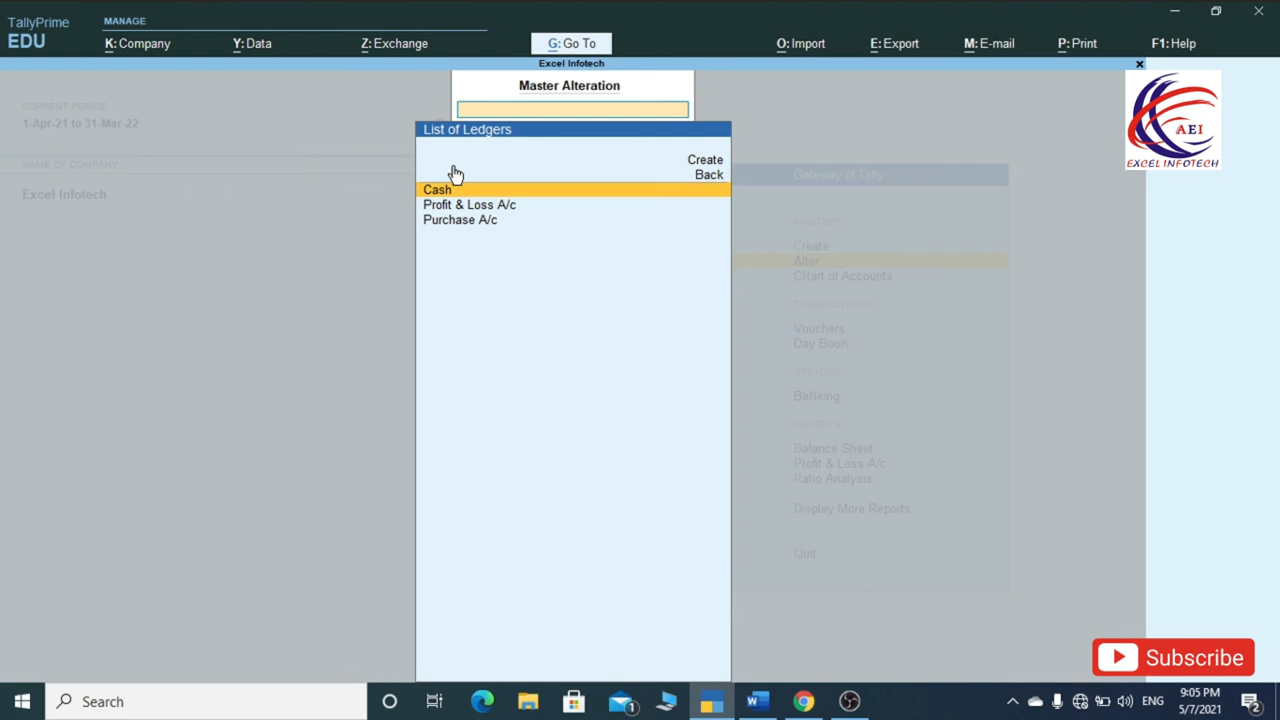 TallyPrime
EDU
MANAGE
K: Company
Y: Data
Z: Exchange
G: Go To
O: Import
E: Export
M: E-mail
P: Print
F1: Help
Excel Infotech
CURRENT PERIOD
1-Apr-21 to 31-Mar-22
NAME OF COMPANY
Excel Infotech
Master Alteration
List of Ledgers
Create
Back
Cash
Profit & Loss A/c
Purchase A/c
Gateway of Tally
MASTERS
Create
Alter
CHart of Accounts
TRANSACTIONS
Vouchers
Day BooK
UTILITIES
BaNking
REPORTS
Balance Sheet
Profit & Loss A/c
Ratio Analysis
Display More Reports
Quit
AEI
EXCEL INFOTECH
Subscribe
Search
1
ENG
9:05 PM
5/7/2021
2